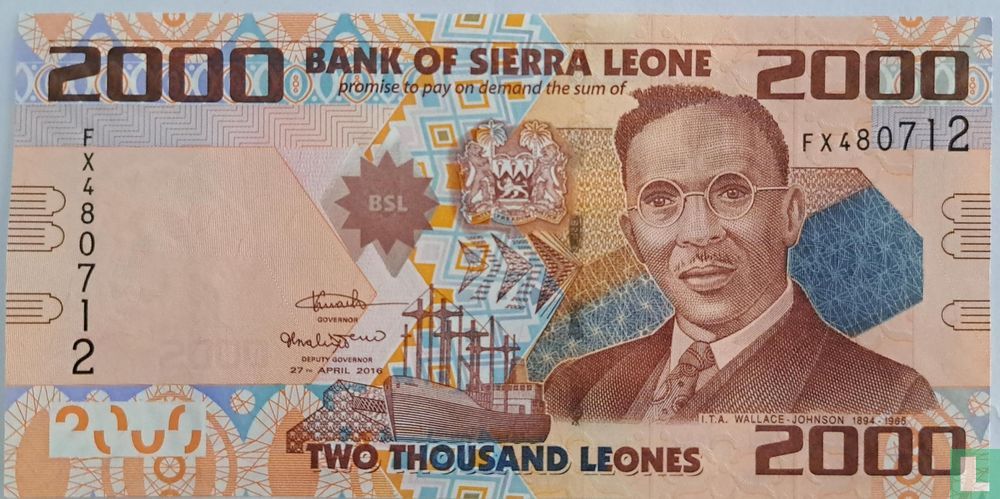 2000
BANK OF SIERRA LEONE
2000
promise to pay on demand the sum of
FX480712
FX480712
BSL
GOVERNOR
DEPUTY GOVERNOR
27TH APRIL 2016
I.T.A. WALLACE - JOHNSON 1894 - 1965
2000
TWO THOUSAND LEONES
2000
L